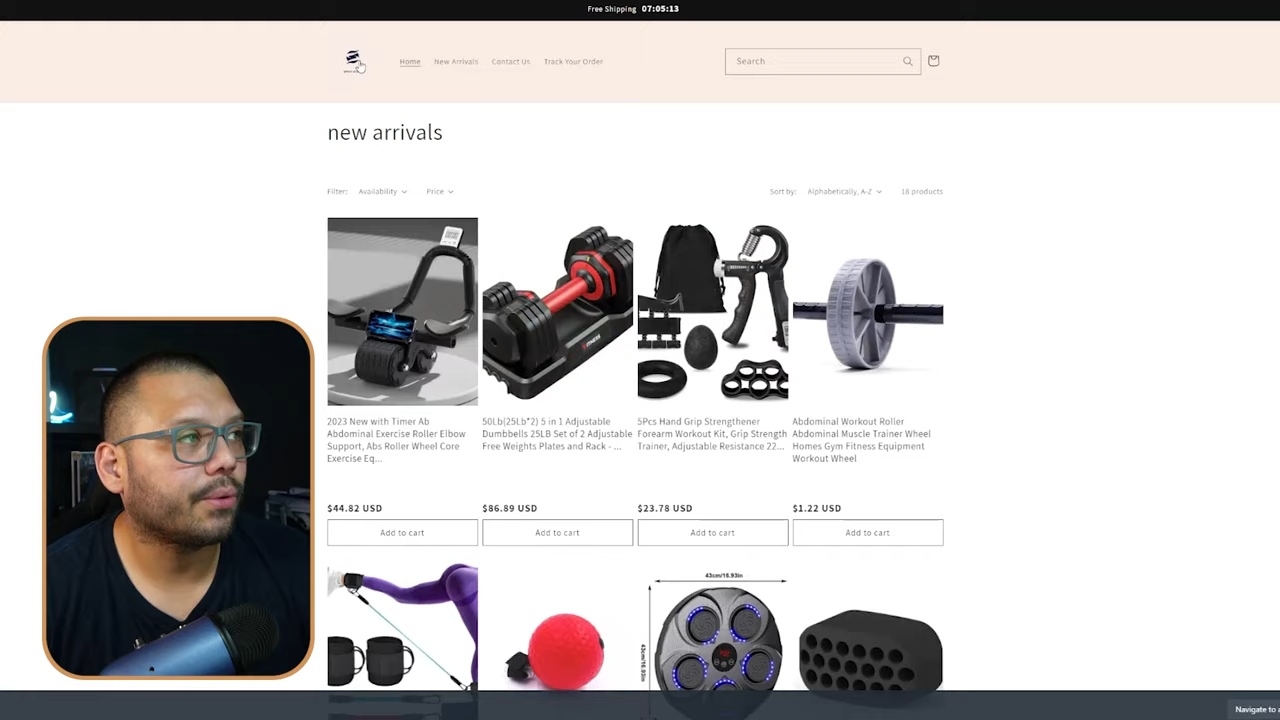 Free Shipping 07:05:13
Home New Arrivals Contact Us Track Your Order
Search
new arrivals
Filter: Availability Price
Sort by: Alphabetically, A-Z 18 products
2023 New with Timer Ab
Abdominal Exercise Roller Elbow
Support, Abs Roller Wheel Core
Exercise Eq...
50Lb(25Lb*2) 5 in 1 Adjustable
Dumbbells 25LB Set of 2 Adjustable
Free Weights Plates and Rack - ...
5Pcs Hand Grip Strengthener
Forearm Workout Kit, Grip Strength
Trainer, Adjustable Resistance 22...
Abdominal Workout Roller
Abdominal Muscle Trainer Wheel
Homes Gym Fitness Equipment
Workout Wheel
$44.82 USD
$86.89 USD
$23.78 USD
$1.22 USD
Add to cart
Add to cart
Add to cart
Add to cart
43cm/16.93in
Navigate to a